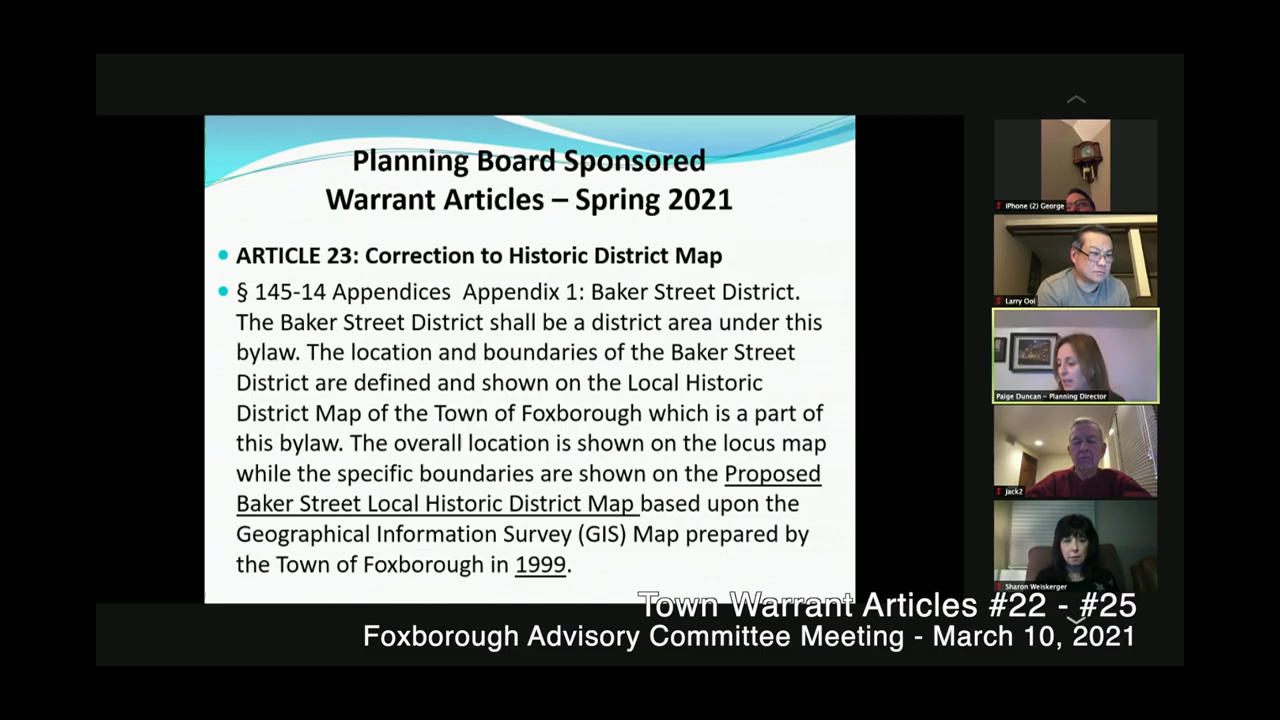 Planning Board Sponsored
Warrant Articles – Spring 2021
ARTICLE 23: Correction to Historic District Map
§ 145-14 Appendices Appendix 1: Baker Street District.
The Baker Street District shall be a district area under this
bylaw. The location and boundaries of the Baker Street
District are defined and shown on the Local Historic
District Map of the Town of Foxborough which is a part of
this bylaw. The overall location is shown on the locus map
while the specific boundaries are shown on the Proposed
Baker Street Local Historic District Map based upon the
Geographical Information Survey (GIS) Map prepared by
the Town of Foxborough in 1999.
iPhone (2) George
Larry Ooi
Paige Duncan – Planning Director
Jack2
Sharon Weiskerger
Town Warrant Articles #22 - #25
Foxborough Advisory Committee Meeting - March 10, 2021